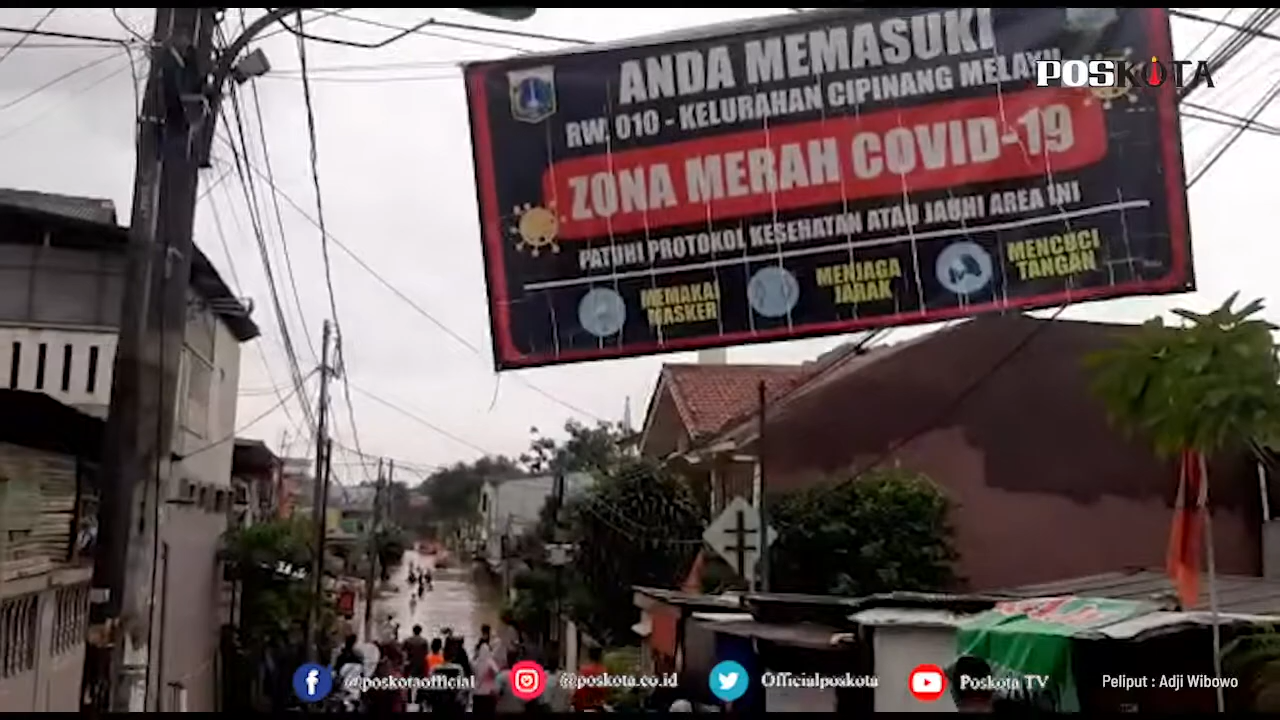 ANDA MEMASUKI
RW. 010 - KELURAHAN CIPINANG MELAYU
ZONA MERAH COVID-19
PATUHI PROTOKOL KESEHATAN ATAU JAUHI AREA INI
MEMAKAI
MASKER
MENJAGA
JARAK
MENCUCI
TANGAN
POSKOTA
@poskotaofficial
@poskota.co.id
Officialposkota
Poskota TV
Peliput : Adji Wibowo